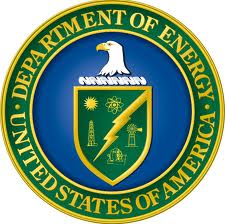 DEPARTMENT OF ENERGY
UNITED STATES OF AMERICA